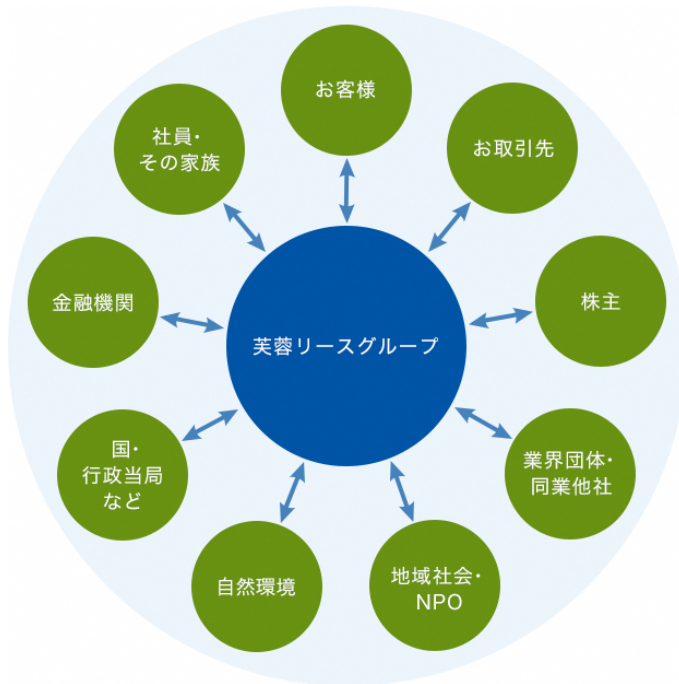 お客様
お取引先
株主
業界団体・
同業他社
地域社会・
NPO
自然環境
国・
行政当局
など
金融機関
社員・
その家族
芙蓉リースグループ